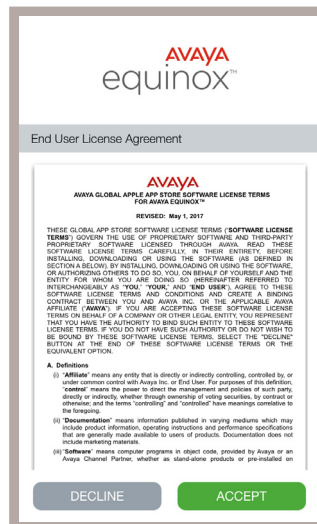 AVAYA
equinox™
End User License Agreement
AVAYA
AVAYA GLOBAL APPLE APP STORE SOFTWARE LICENSE TERMS
FOR AVAYA EQUINOX™
REVISED: May 1, 2017
THESE GLOBAL APP STORE SOFTWARE LICENSE TERMS ("SOFTWARE LICENSE
TERMS") GOVERN THE USE OF PROPRIETARY SOFTWARE AND THIRD-PARTY
PROPRIETARY SOFTWARE LICENSED THROUGH AVAYA. READ THESE
SOFTWARE LICENSE TERMS CAREFULLY, IN THEIR ENTIRETY, BEFORE
INSTALLING, DOWNLOADING OR USING THE SOFTWARE (AS DEFINED IN
SECTION A BELOW). BY INSTALLING, DOWNLOADING OR USING THE SOFTWARE,
OR AUTHORIZING OTHERS TO DO SO, YOU, ON BEHALF OF YOURSELF AND THE
ENTITY FOR WHOM YOU ARE DOING SO (HEREINAFTER REFERRED TO
INTERCHANGEABLY AS "YOU," "YOUR," AND "END USER"), AGREE TO THESE
SOFTWARE LICENSE TERMS AND CONDITIONS AND CREATE A BINDING
CONTRACT BETWEEN YOU AND AVAYA INC. OR THE APPLICABLE AVAYA
AFFILIATE ("AVAYA"). IF YOU ARE ACCEPTING THESE SOFTWARE LICENSE
TERMS ON BEHALF OF A COMPANY OR OTHER LEGAL ENTITY, YOU REPRESENT
THAT YOU HAVE THE AUTHORITY TO BIND SUCH ENTITY TO THESE SOFTWARE
LICENSE TERMS. IF YOU DO NOT HAVE SUCH AUTHORITY OR DO NOT WISH TO
BE BOUND BY THESE SOFTWARE LICENSE TERMS, SELECT THE "DECLINE"
BUTTON AT THE END OF THESE SOFTWARE LICENSE TERMS OR THE
EQUIVALENT OPTION.
A. Definitions
(i) "Affiliate" means any entity that is directly or indirectly controlling, controlled by, or
under common control with Avaya Inc. or End User. For purposes of this definition,
"control" means the power to direct the management and policies of such party,
directly or indirectly, whether through ownership of voting securities, by contract or
otherwise; and the terms "controlling" and "controlled" have meanings correlative to
the foregoing.
(ii) "Documentation" means information published in varying mediums which may
include product information, operating instructions and performance specifications
that are generally made available to users of products. Documentation does not
include marketing materials.
(iii) "Software" means computer programs in object code, provided by Avaya or an
Avaya Channel Partner, whether as stand-alone products or pre-installed on
DECLINE
ACCEPT